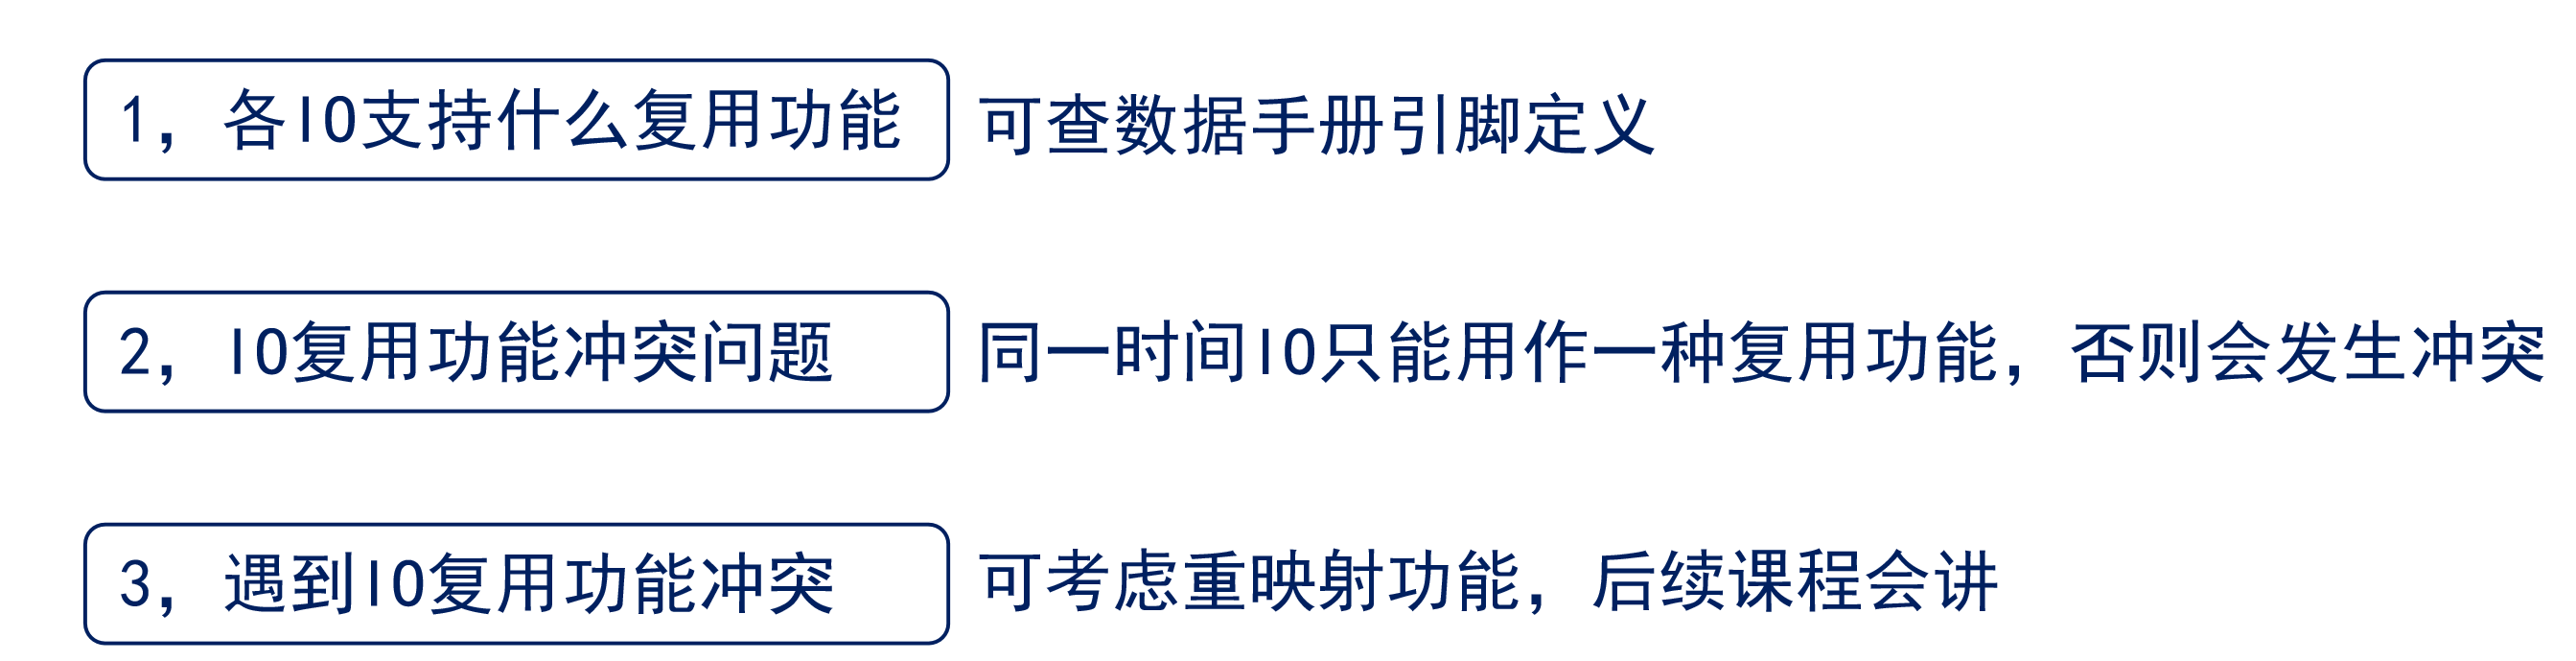 1，各IO支持什么复用功能 可查数据手册引脚定义
2，IO复用功能冲突问题 同一时间IO只能用作一种复用功能，否则会发生冲突
3，遇到IO复用功能冲突 可考虑重映射功能，后续课程会讲